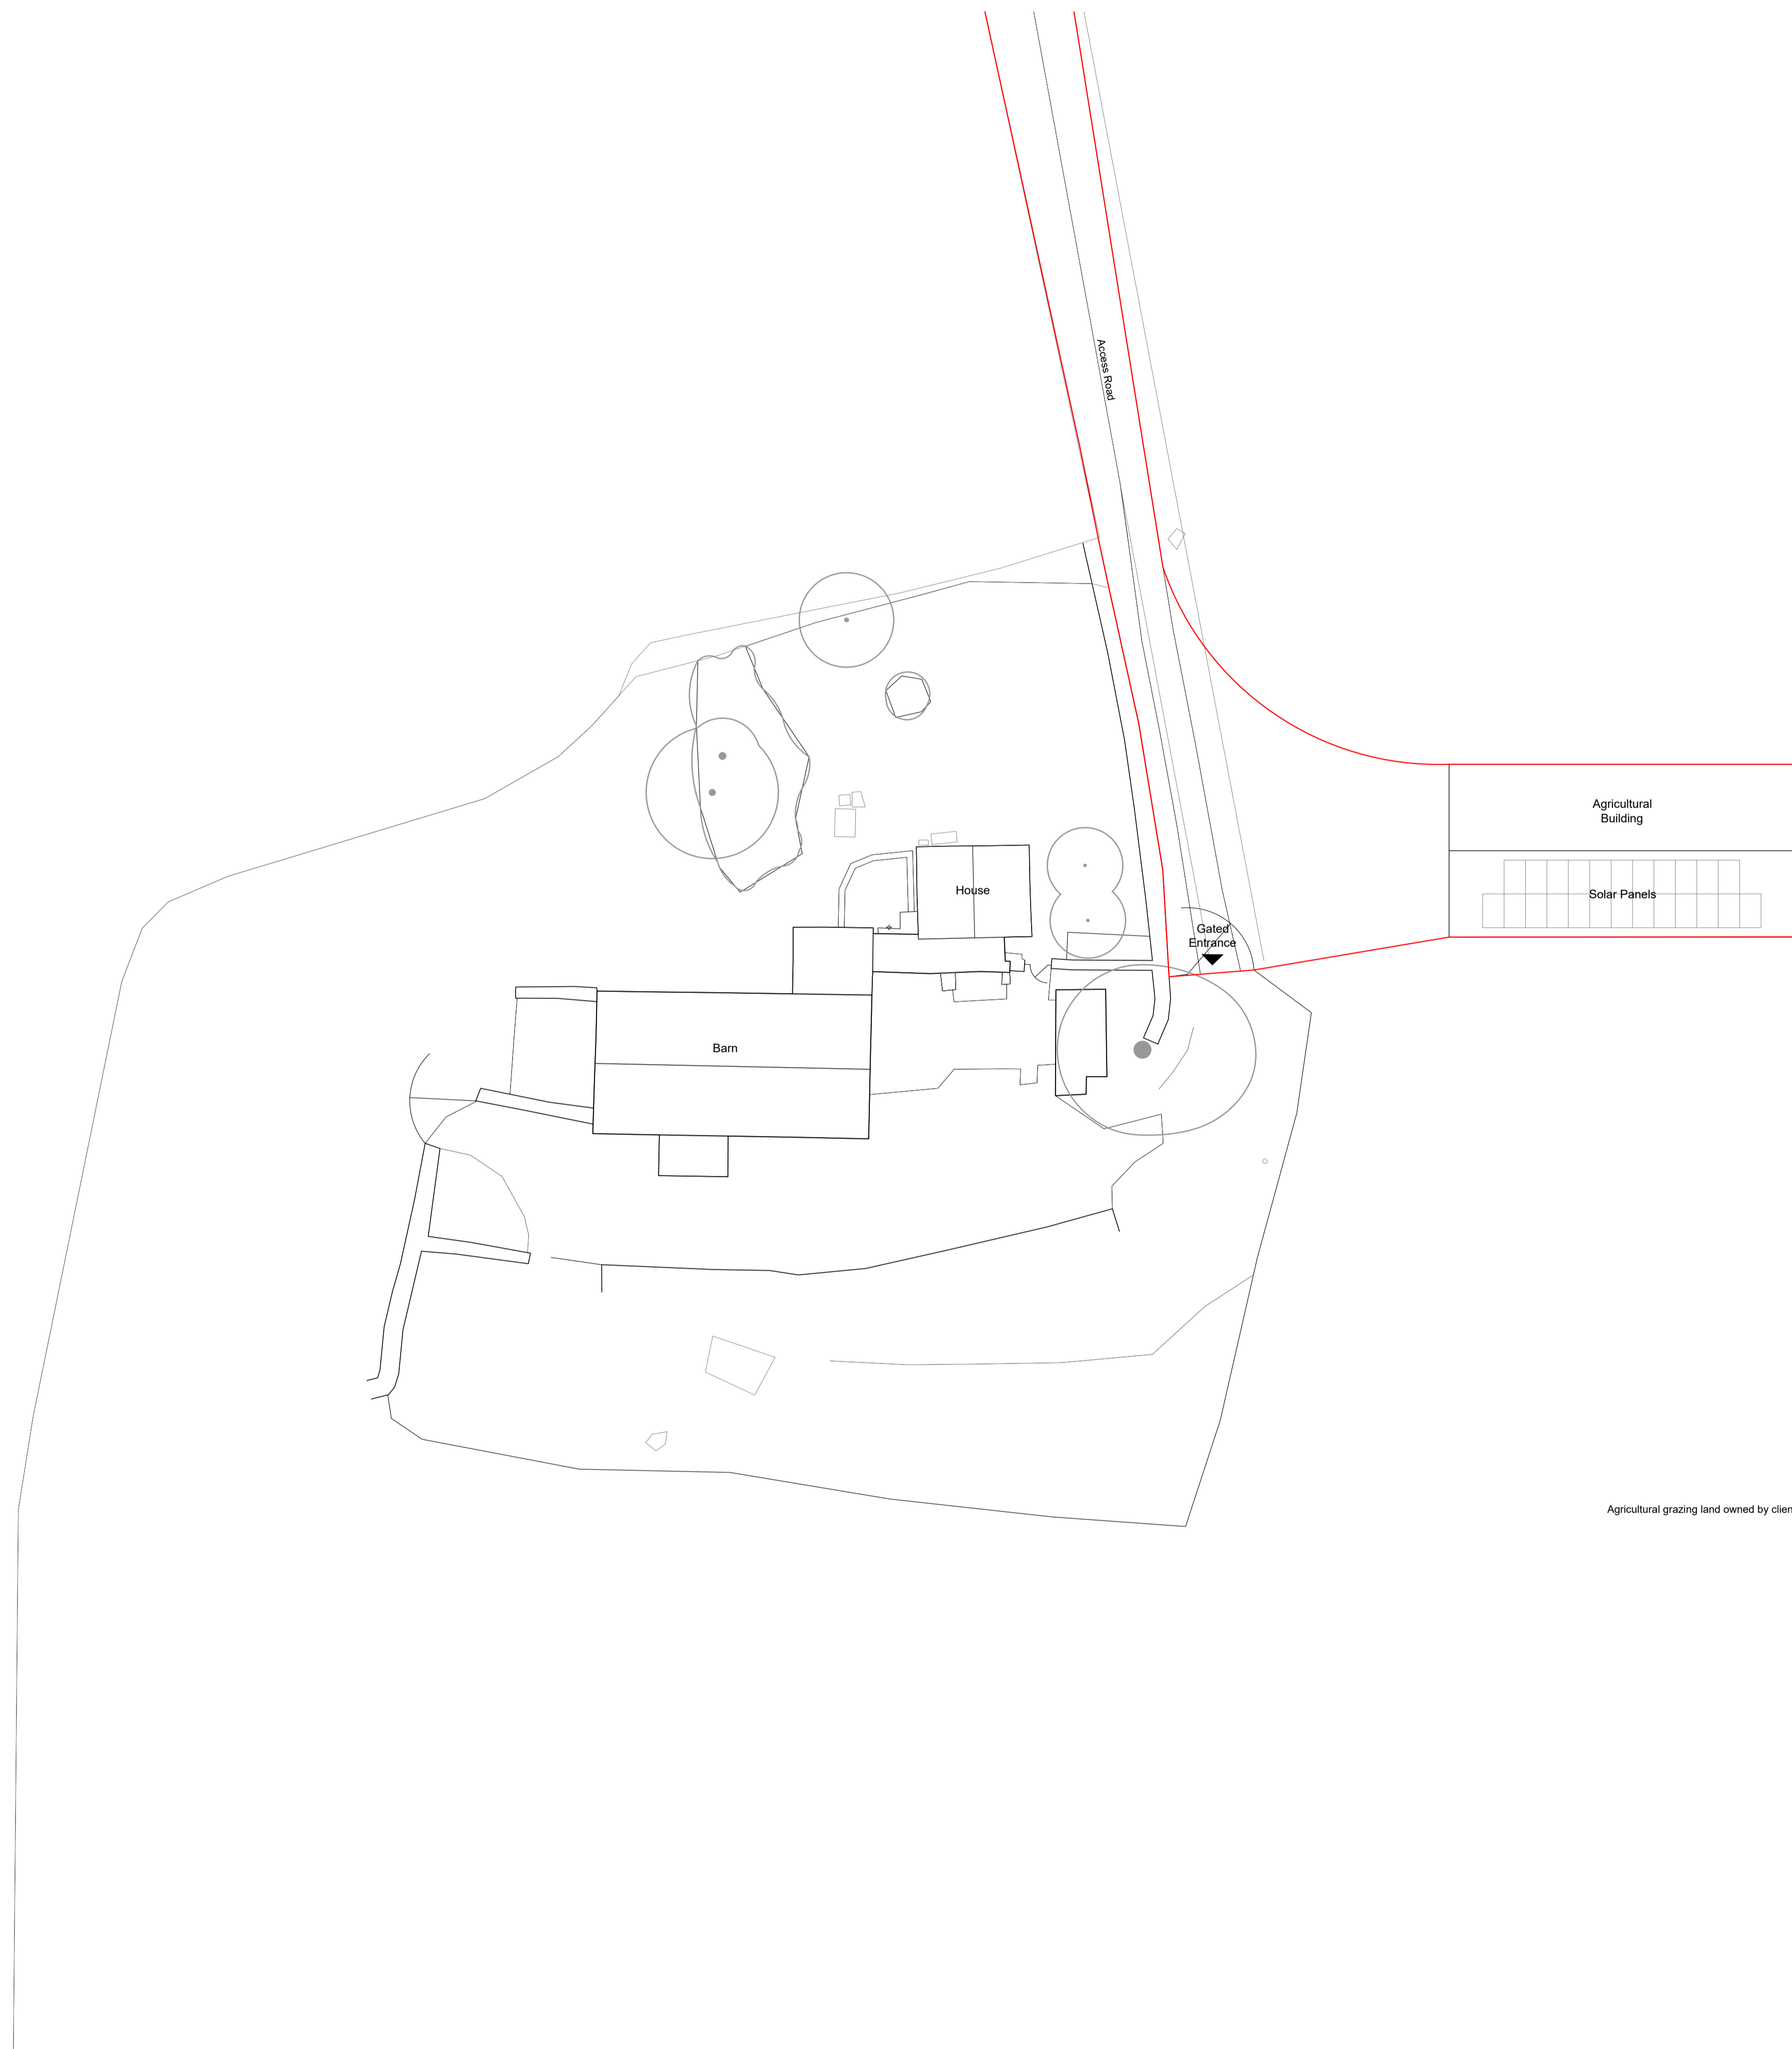 Access Road
Agricultural
Building
House
Solar Panels
Gated
Entrance
Barn
Agricultural grazing land owned by clien